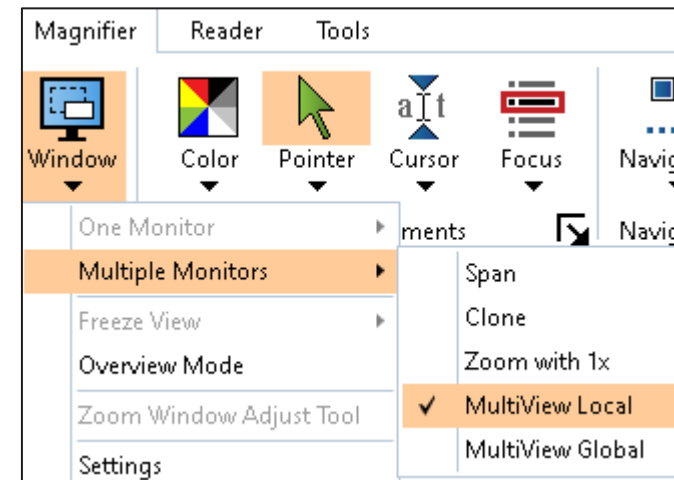 Magnifier Reader Tools
a t
Window Color Pointer Cursor Focus
ments
One Monitor
Multiple Monitors
Freeze View
Overview Mode
Zoom Window Adjust Tool
Settings
Span
Clone
Zoom with 1x
MultiView Local
MultiView Global